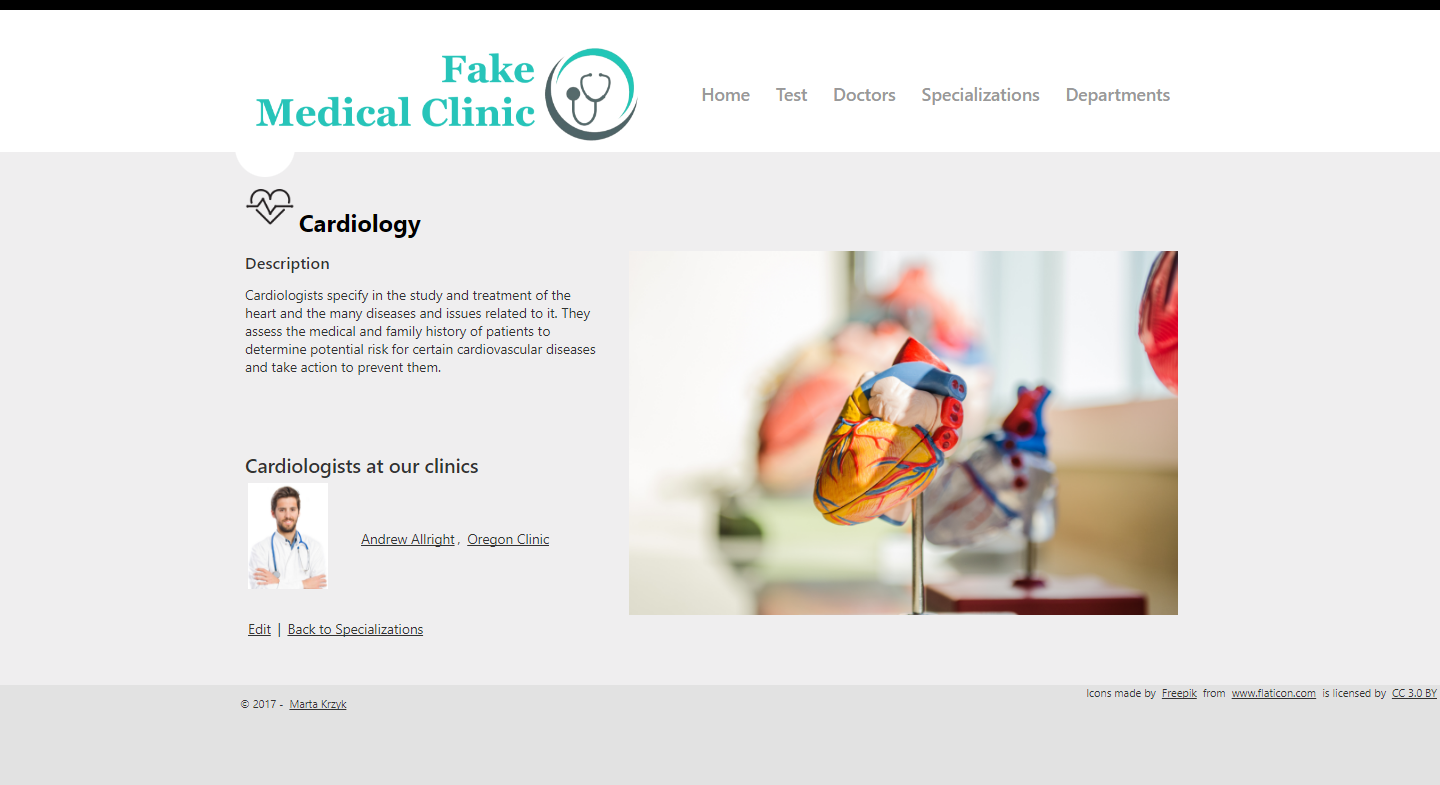 Fake
Medical Clinic
Home Test Doctors Specializations Departments
Cardiology
Description
Cardiologists specify in the study and treatment of the
heart and the many diseases and issues related to it. They
assess the medical and family history of patients to
determine potential risk for certain cardiovascular diseases
and take action to prevent them.
Cardiologists at our clinics
Andrew Allright , Oregon Clinic
Edit | Back to Specializations
Icons made by Freepik from www.flaticon.com is licensed by CC 3.0 BY
© 2017 - Marta Krzyk